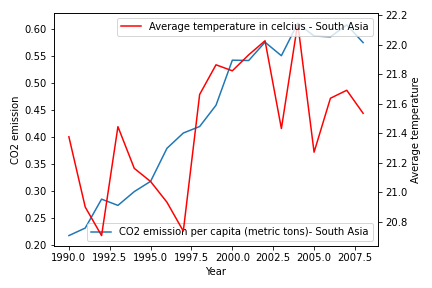 Average temperature in celcius - South Asia
CO2 emission per capita (metric tons)- South Asia
CO2 emission
0.60
0.55
0.50
0.45
0.40
0.35
0.30
0.25
0.20
22.2
22.0
21.8
21.6
21.4
21.2
21.0
20.8
Average temperature
1990.0 1992.5 1995.0 1997.5 2000.0 2002.5 2005.0 2007.5
Year